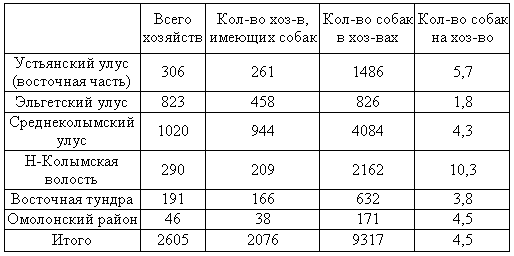 Всего хозяйств | Кол-во хоз-в, имеющих собак | Кол-во собак в хоз-вах | Кол-во собак на хоз-во
Устьянский улус (восточная часть) | 306 | 261 | 1486 | 5,7
Эльгетский улус | 823 | 458 | 826 | 1,8
Среднеколымский улус | 1020 | 944 | 4084 | 4,3
Н-Колымская волость | 290 | 209 | 2162 | 10,3
Восточная тундра | 191 | 166 | 632 | 3,8
Омолонский район | 46 | 38 | 171 | 4,5
Итого | 2605 | 2076 | 9317 | 4,5